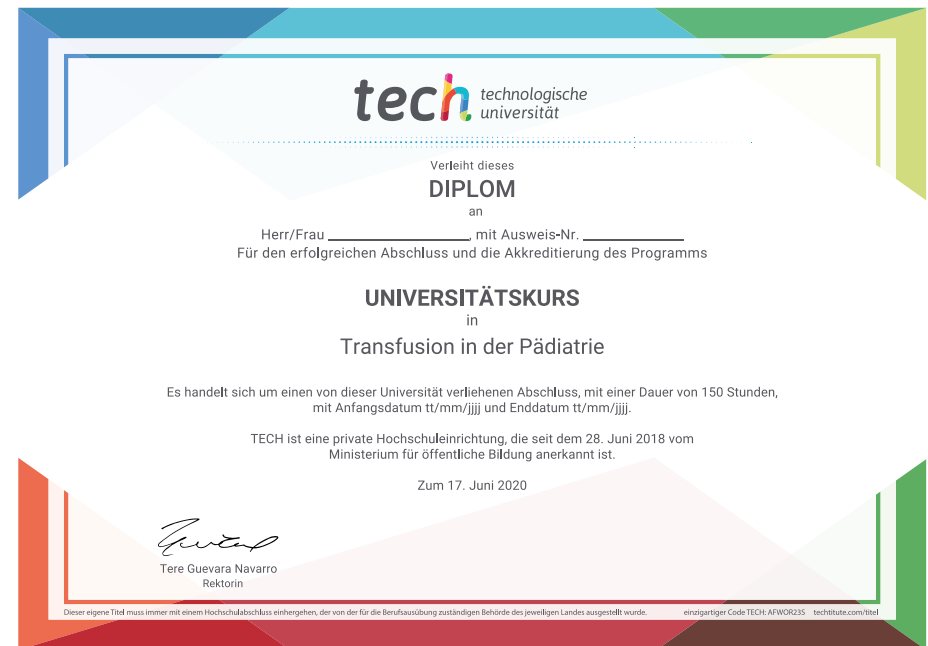 tech technologische
universität
Verleiht dieses
DIPLOM
an
Herr/Frau ____________________, mit Ausweis-Nr. ______________
Für den erfolgreichen Abschluss und die Akkreditierung des Programms
UNIVERSITÄTSKURS
in
Transfusion in der Pädiatrie
Es handelt sich um einen von dieser Universität verliehenen Abschluss, mit einer Dauer von 150 Stunden,
mit Anfangsdatum tt/mm/jjjj und Enddatum tt/mm/jjjj.
TECH ist eine private Hochschuleinrichtung, die seit dem 28. Juni 2018 vom
Ministerium für öffentliche Bildung anerkannt ist.
Zum 17. Juni 2020
Tere Guevara Navarro
Rektorin
Dieser eigene Titel muss immer mit einem Hochschulabschluss einhergehen, der von der für die Berufsausübung zuständigen Behörde des jeweiligen Landes ausgestellt wurde. einzigartiger Code TECH: AFWOR23S techtitute.com/titel